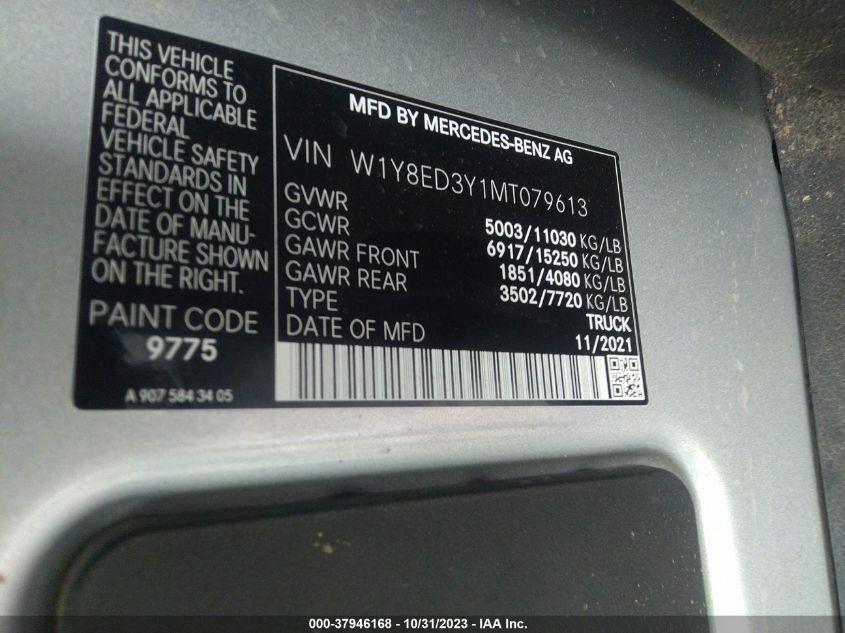 THIS VEHICLE
CONFORMS TO
ALL APPLICABLE
FEDERAL
VEHICLE SAFETY
STANDARDS IN
EFFECT ON THE
DATE OF MANU-
FACTURE SHOWN
ON THE RIGHT.
PAINT CODE
9775
A 907 584 34 05
MFD BY MERCEDES-BENZ AG
VIN W1Y8ED3Y1MT079613
GVWR 5003/11030 KG/LB
GCWR 6917/15250 KG/LB
GAWR FRONT 1851/4080 KG/LB
GAWR REAR 3502/7720 KG/LB
TYPE TRUCK
DATE OF MFD 11/2021
000-37946168 - 10/31/2023 - IAA Inc.